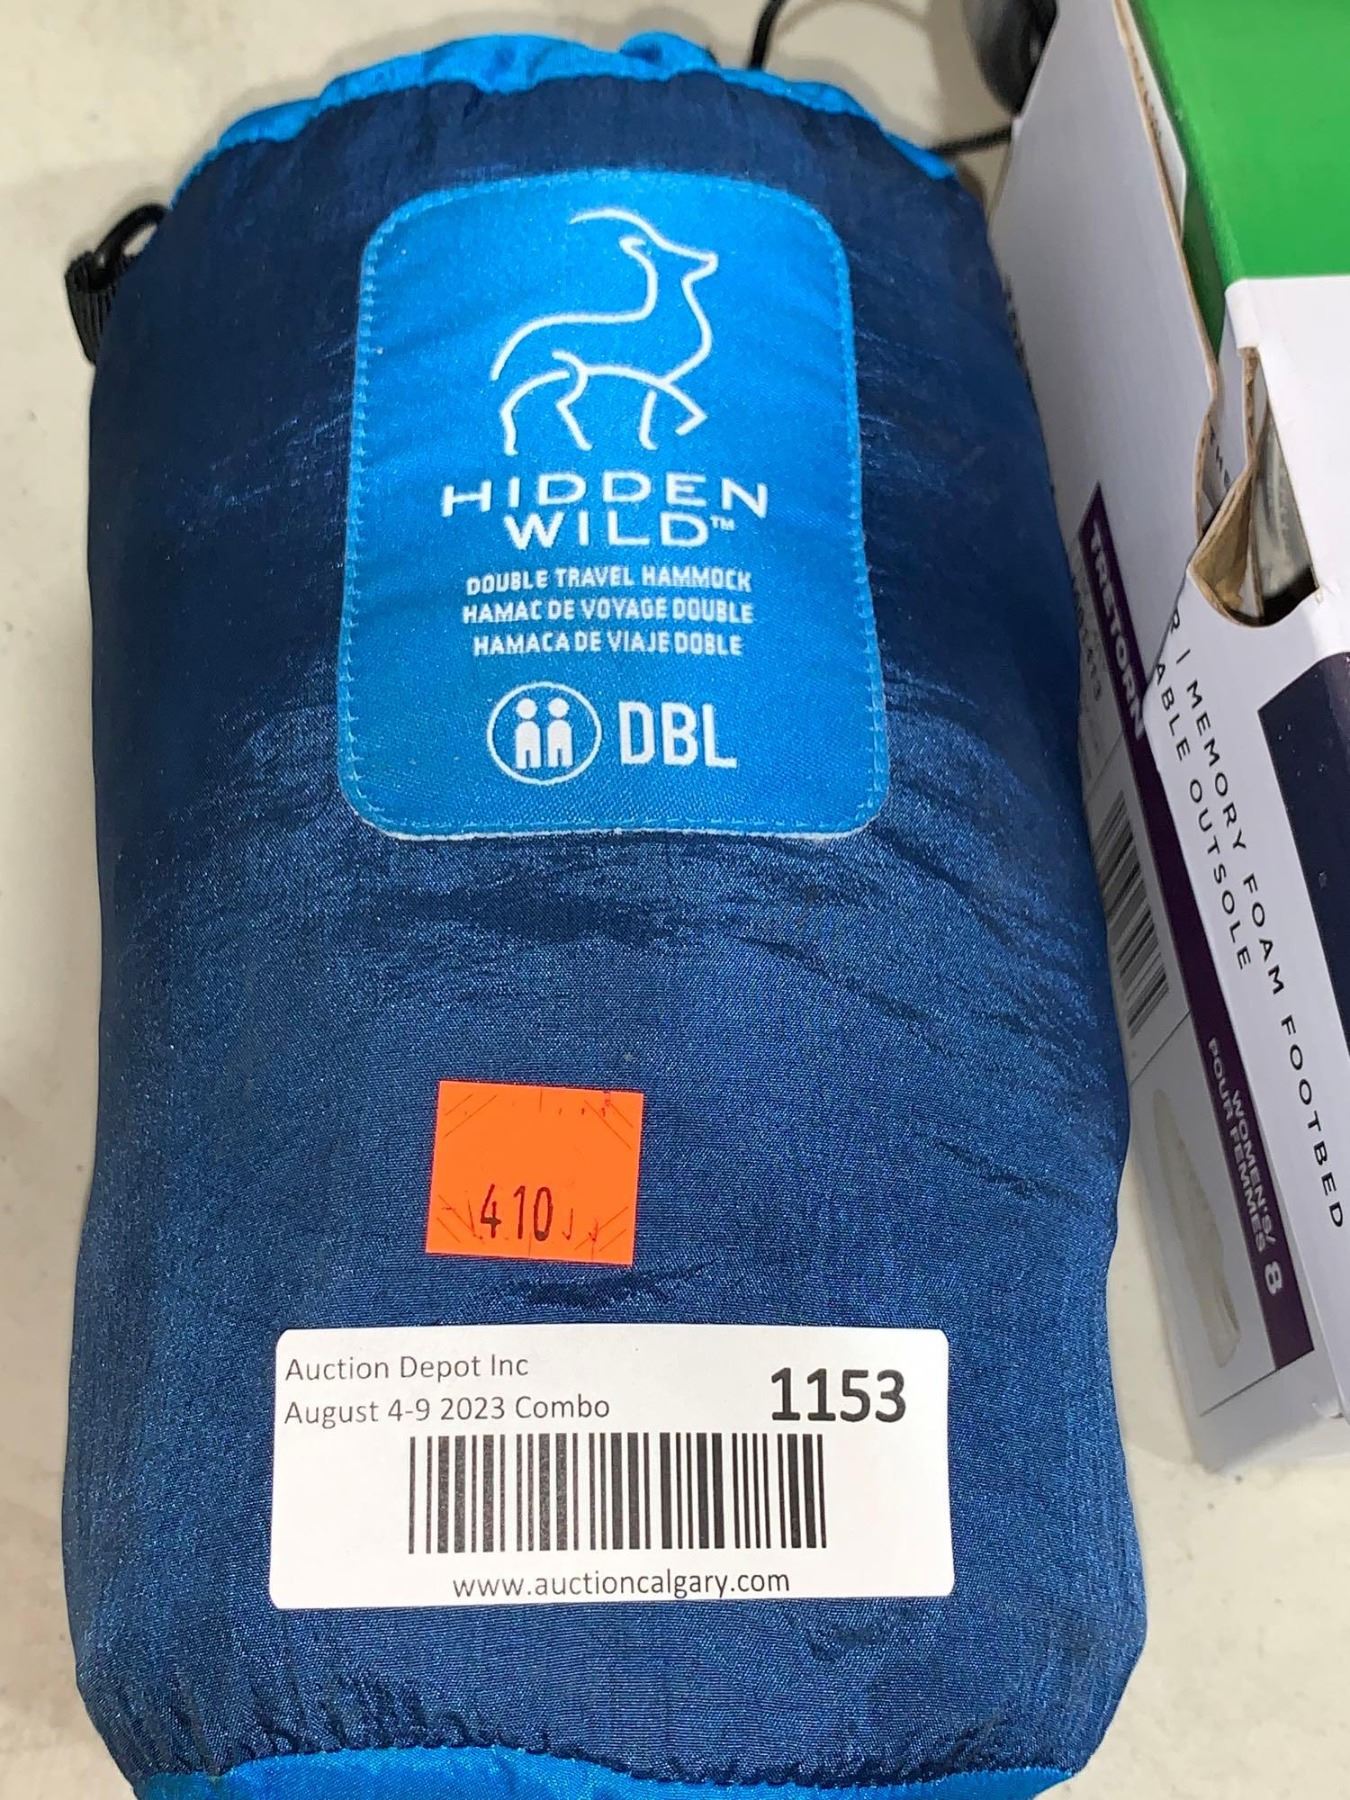 HIDDEN
WILD™
DOUBLE TRAVEL HAMMOCK
HAMAC DE VOYAGE DOUBLE
HAMACA DE VIAJE DOBLE
DBL
410
Auction Depot Inc
August 4-9 2023 Combo
1153
www.auctioncalgary.com
TRISTORN
MEMORY FOAM FOOTBED
ABLE OUTSOLE
WOMEN'S/
POUR FEMMES
8